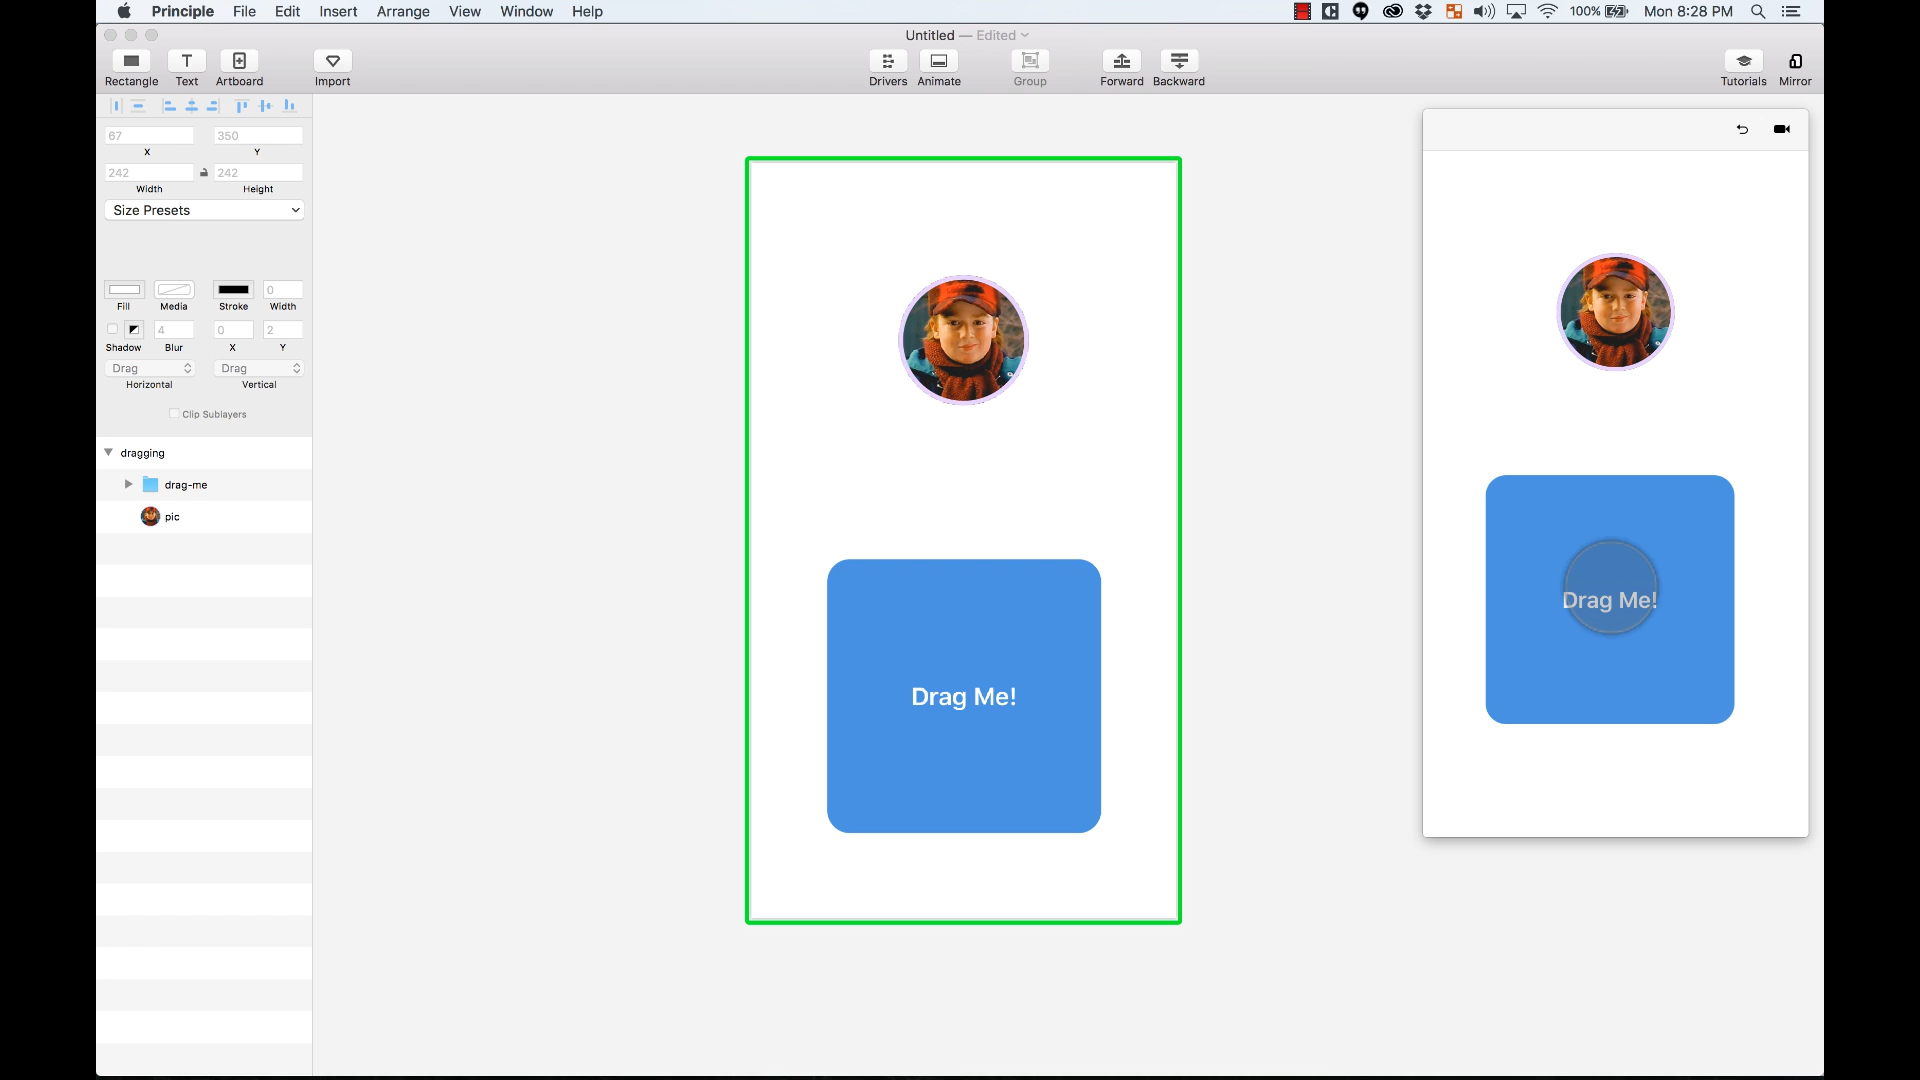 Principle File Edit Insert Arrange View Window Help
100% Mon 8:28 PM
Untitled — Edited
Rectangle Text Artboard Import Drivers Animate Group Forward Backward Tutorials Mirror
67 350
X Y
242 242
Width Height
Size Presets
0
Fill Media Stroke Width
4 0 2
Shadow Blur X Y
Drag Drag
Horizontal Vertical
Clip Sublayers
dragging
drag-me
pic
Drag Me!
Drag Me!